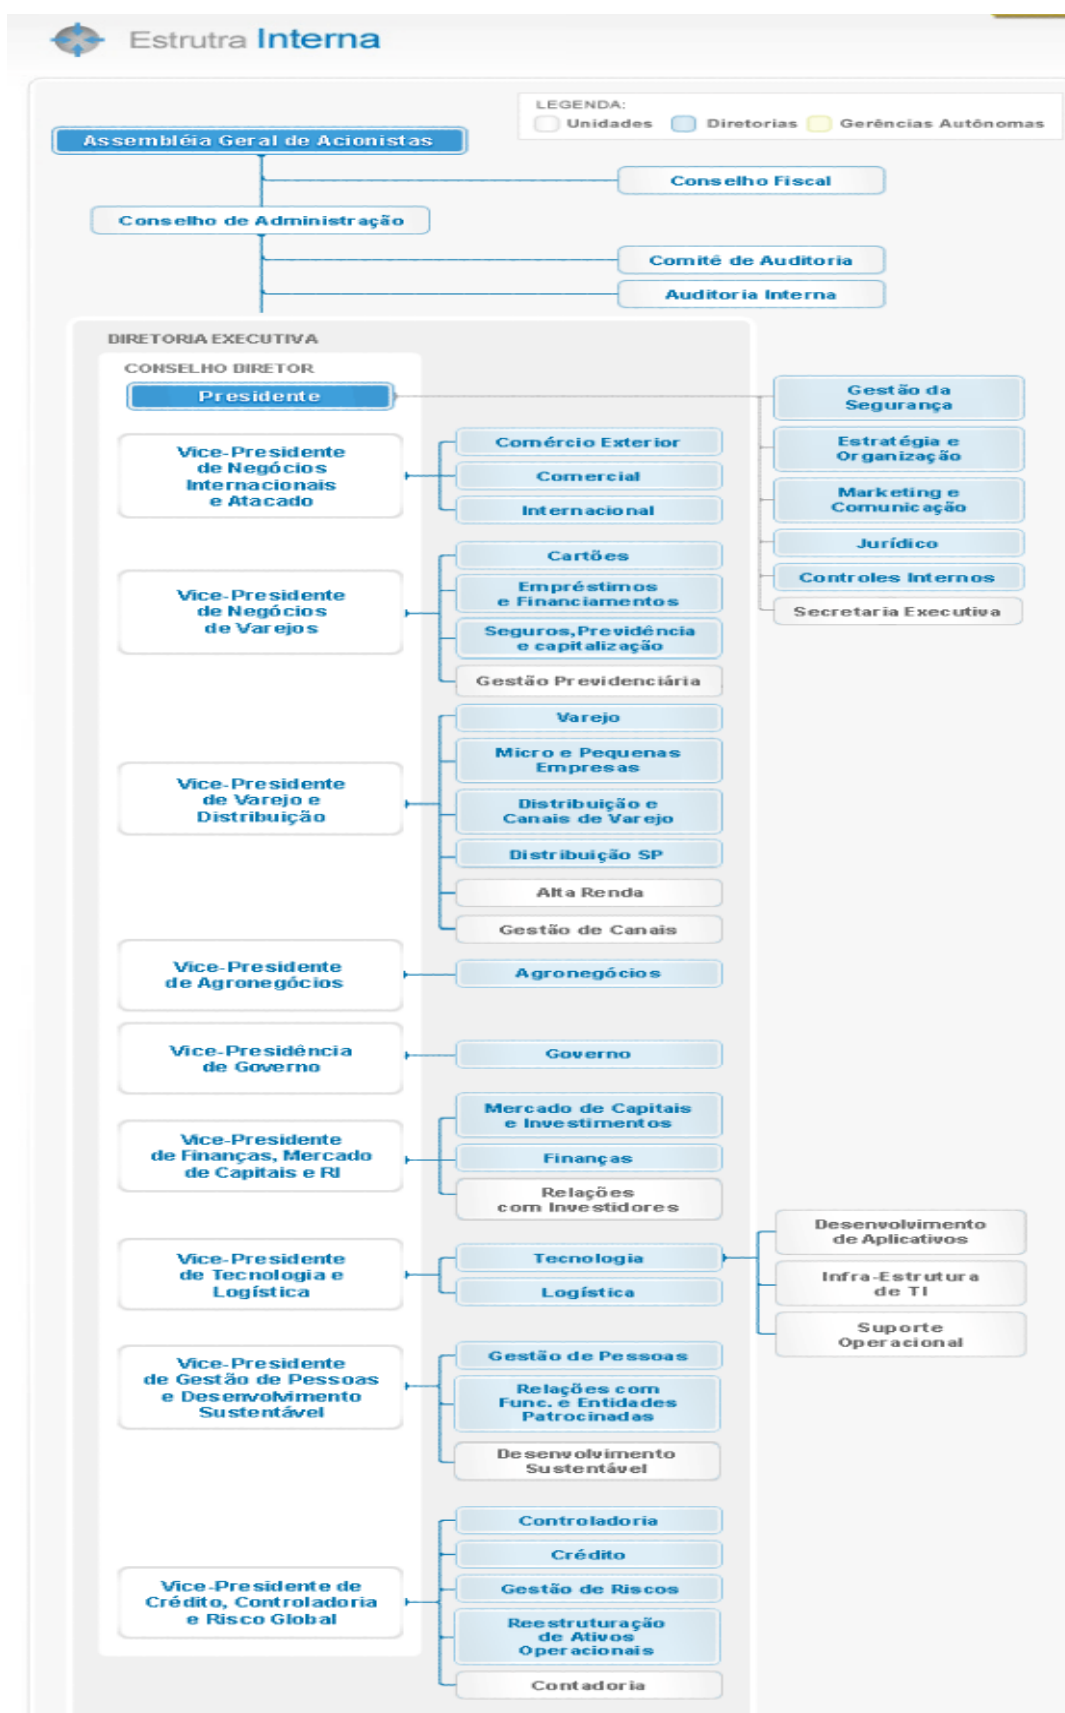 Estrutra Interna
LEGENDA:
Unidades Diretorias Gerências Autônomas
Assembléia Geral de Acionistas
Conselho Fiscal
Conselho de Administração
Comitê de Auditoria
Auditoria Interna
DIRETORIA EXECUTIVA
CONSELHO DIRETOR
Presidente
Gestão da
Segurança
Estratégia e
Organização
Marketing e
Comunicação
Jurídico
Controles Internos
Secretaria Executiva
Vice-Presidente
de Negócios
Internacionais
e Atacado
Comércio Exterior
Comercial
Internacional
Vice-Presidente
de Negócios
de Varejos
Cartões
Empréstimos
e Financiamentos
Seguros,Previdência
e capitalização
Gestão Previdenciária
Vice-Presidente
de Varejo e
Distribuição
Varejo
Micro e Pequenas
Empresas
Distribuição e
Canais de Varejo
Distribuição SP
Alta Renda
Gestão de Canais
Vice-Presidente
de Agronegócios
Agronegócios
Vice-Presidência
de Governo
Governo
Vice-Presidente
de Finanças, Mercado
de Capitais e RI
Mercado de Capitais
e Investimentos
Finanças
Relações
com Investidores
Vice-Presidente
de Tecnologia e
Logística
Tecnologia
Logística
Desenvolvimento
de Aplicativos
Infra-Estrutura
de TI
Suporte
Operacional
Vice-Presidente
de Gestão de Pessoas
e Desenvolvimento
Sustentável
Gestão de Pessoas
Relações com
Func. e Entidades
Patrocinadas
Desenvolvimento
Sustentável
Vice-Presidente de
Crédito, Controladoria
e Risco Global
Controladoria
Crédito
Gestão de Riscos
Reestruturação
de Ativos
Operacionais
Contadoria